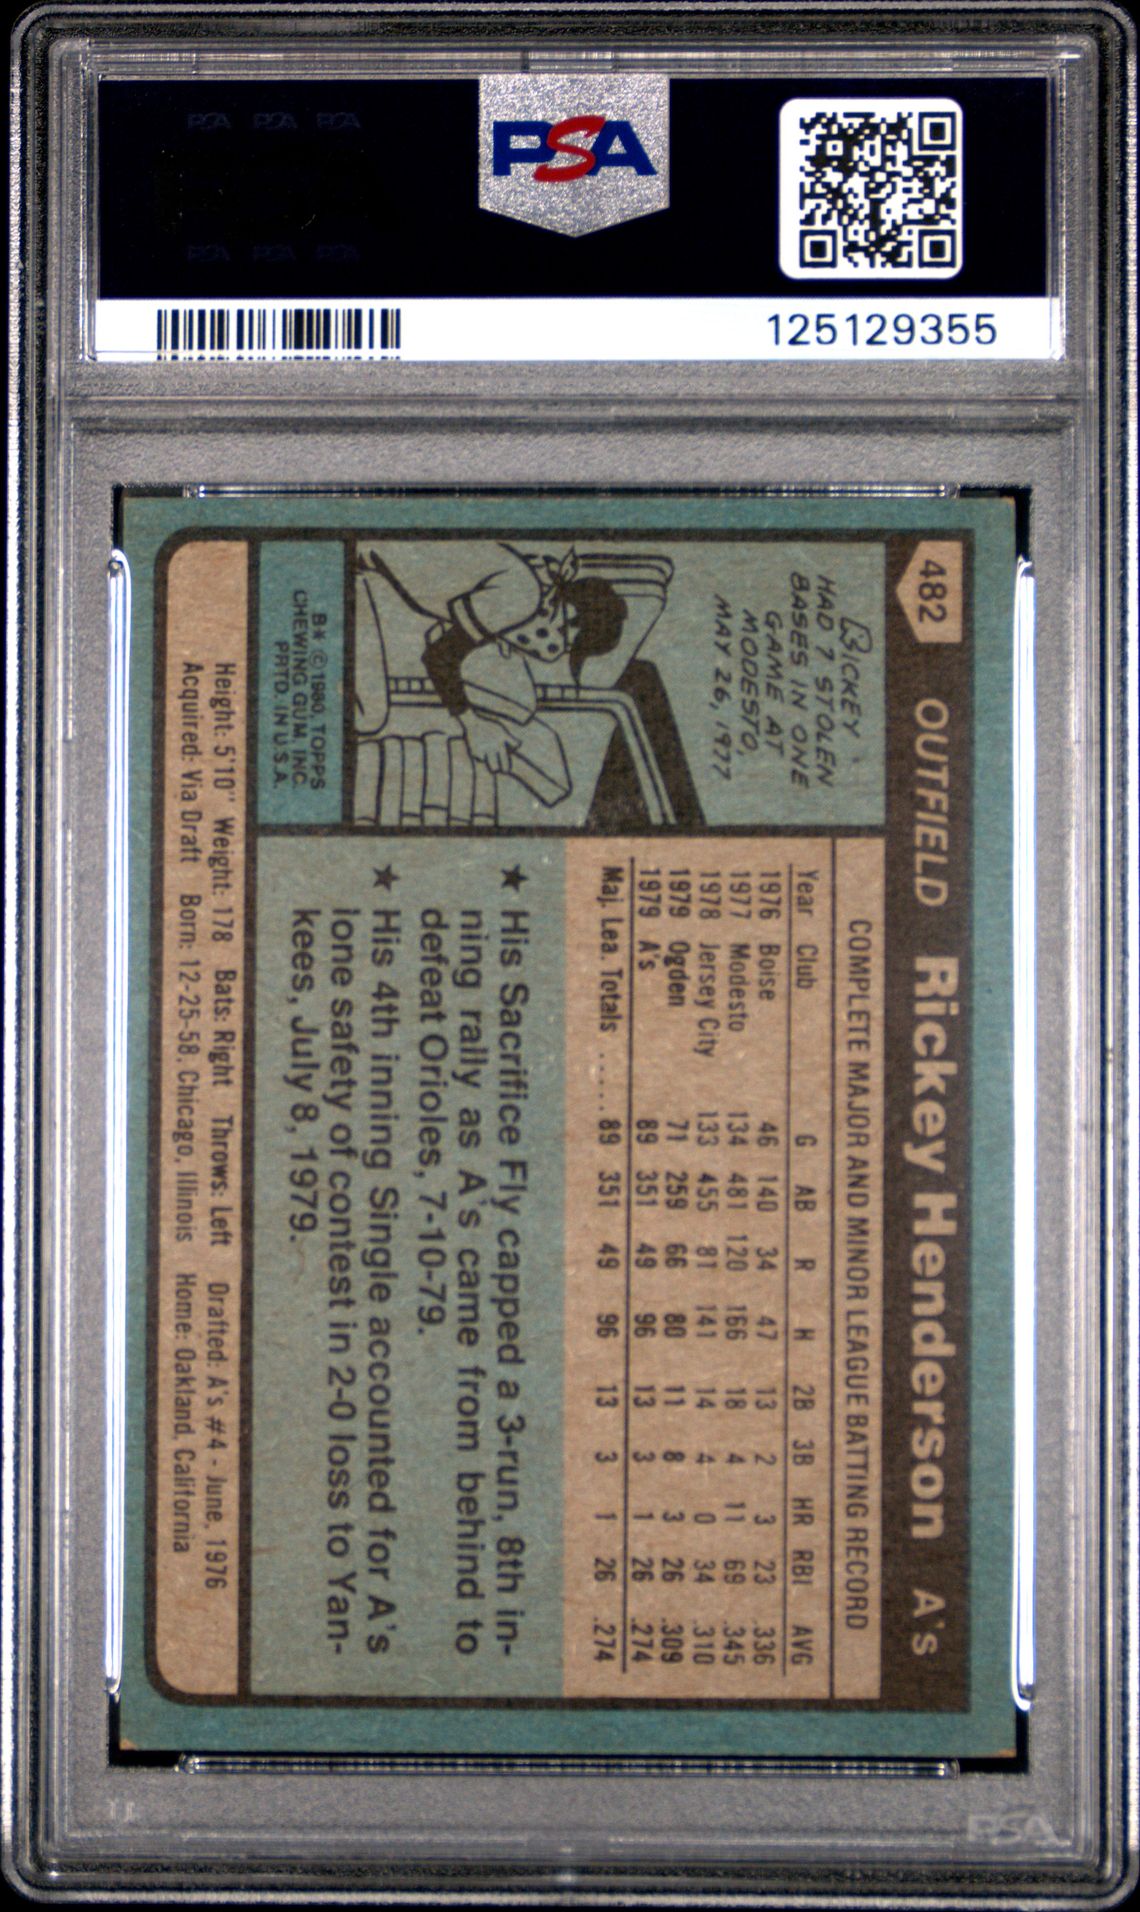 PSA PSA PSA
PSA
PSA PSA PSA
125129355
482 OUTFIELD Rickey Henderson A's
RICKEY
HAD 7 STOLEN
BASES IN ONE
GAME AT
MODESTO,
MAY 26, 1977
B* © 1980, TOPPS
CHEWING GUM, INC.
PRTD. IN U.S.A.
COMPLETE MAJOR AND MINOR LEAGUE BATTING RECORD
Year Club G AB R H 2B 3B HR RBI AVG
1976 Boise 46 140 34 47 13 2 3 23 .336
1977 Modesto 134 481 120 166 18 4 11 69 .345
1978 Jersey City 133 455 81 141 14 4 0 34 .310
1979 Ogden 71 259 66 80 11 8 3 26 .309
1979 A's 89 351 49 96 13 3 1 26 .274
Maj. Lea. Totals ..... 89 351 49 96 13 3 1 26 .274
★ His Sacrifice Fly capped a 3-run, 8th in-
ning rally as A's came from behind to
defeat Orioles, 7-10-79.
★ His 4th inning Single accounted for A's
lone safety of contest in 2-0 loss to Yan-
kees, July 8, 1979.
Height: 5'10" Weight: 178 Bats: Right Throws: Left Drafted: A's #4 - June, 1976
Acquired: Via Draft Born: 12-25-58, Chicago, Illinois Home: Oakland, California
PSA